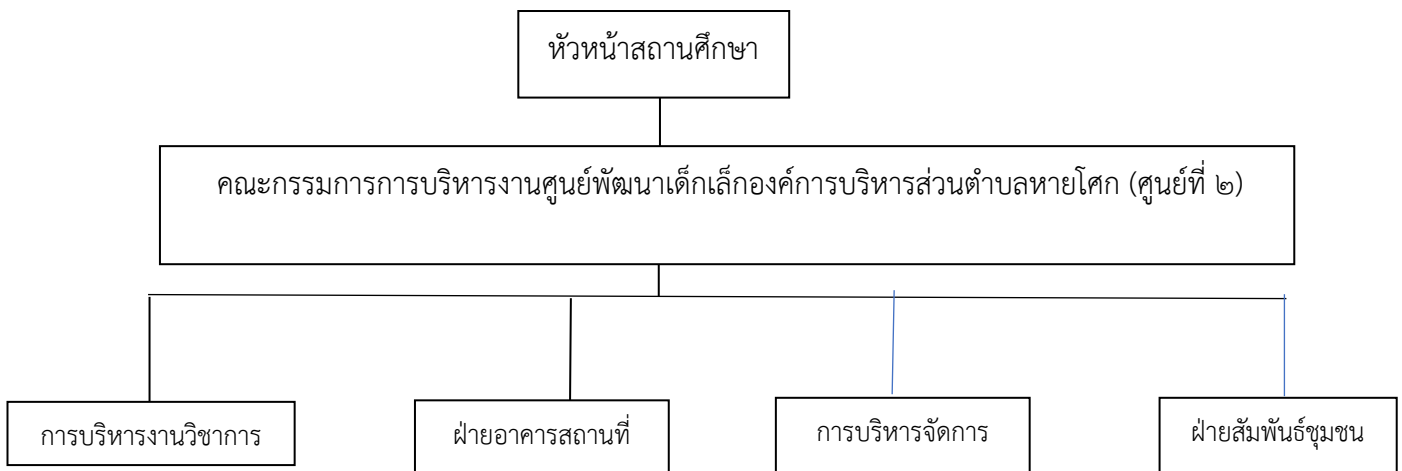 หัวหน้าสถานศึกษา
คณะกรรมการการบริหารงานศูนย์พัฒนาเด็กเล็กองค์การบริหารส่วนตำบลหายโศก (ศูนย์ที่ ๒)
การบริหารงานวิชาการ
ฝ่ายอาคารสถานที่
การบริหารจัดการ
ฝ่ายสัมพันธ์ชุมชน